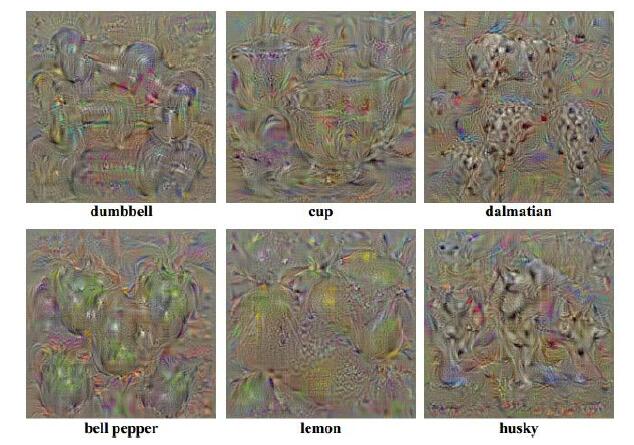 dumbbell
cup
dalmatian
bell pepper
lemon
husky